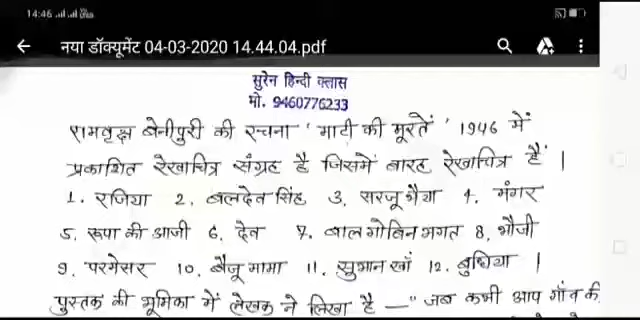 14:46
नया डॉक्यूमेंट 04-03-2020 14.44.04.pdf
सुरेन हिन्दी क्लास
मो. 9460776233
रामवृक्ष बेनीपुरी की रचना ' माटी की मूरतें ' 1946 में
प्रकाशित रेखाचित्र संग्रह है जिसमें बारह रेखाचित्र हैं |
1. रजिया 2. बलदेव सिंह 3. सरजू भैया 4. मंगर
5. रूपा की आजी 6. देव 7. बालगोबिन भगत 8, भौजी
9. परमेसर 10. बैजू मामा 11. सुभान खाँ 12. बुधिया |
पुस्तक की भूमिका में लेखक ने लिखा है — "जब कभी आप गाँव की